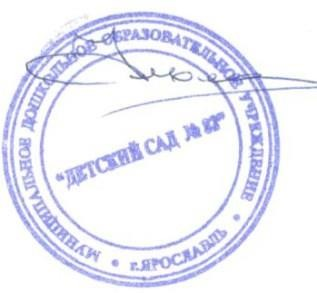 МУНИЦИПАЛЬНОЕ ДОШКОЛЬНОЕ ОБРАЗОВАТЕЛЬНОЕ УЧРЕЖДЕНИЕ
"ДЕТСКИЙ САД №
г.ЯРОСЛАВЛЬ